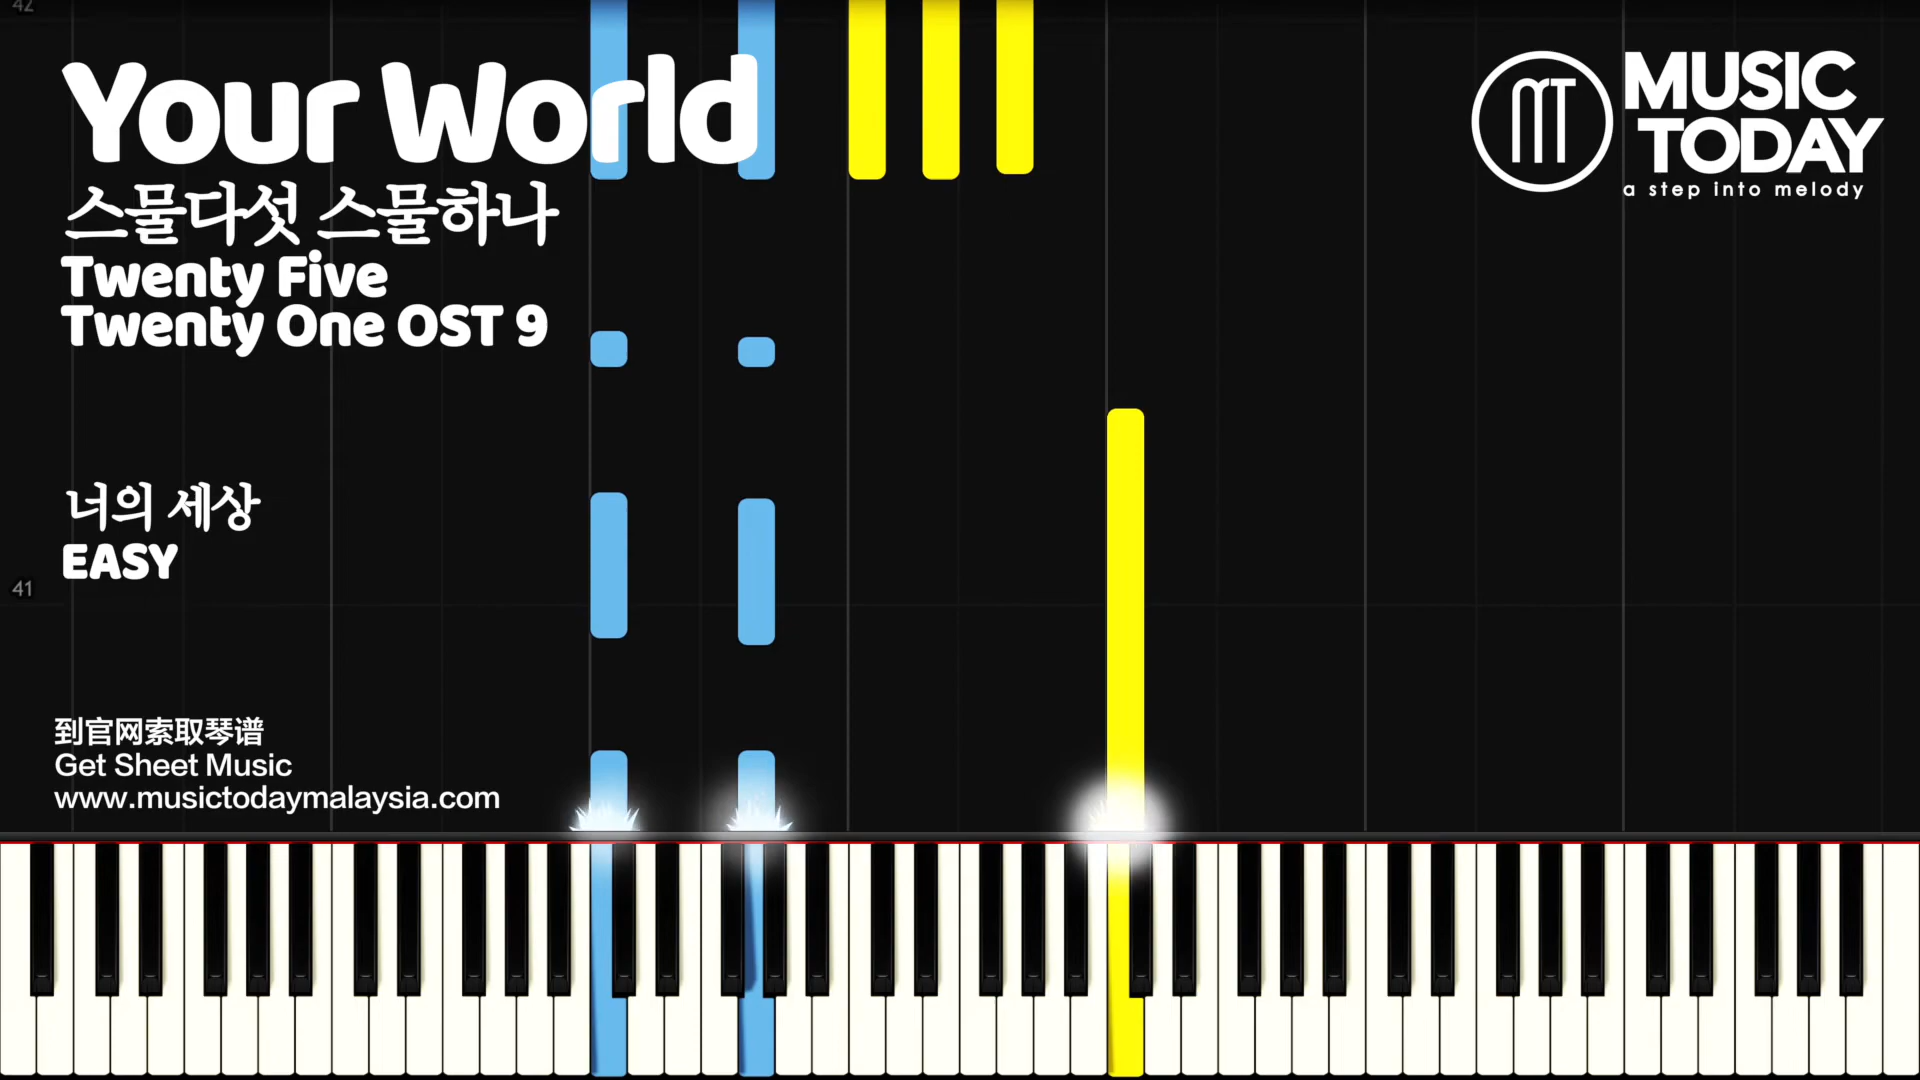 42
Your World
스물다섯 스물하나
Twenty Five
Twenty One OST 9
너의 세상
EASY
41
到官网索取琴谱
Get Sheet Music
www.musictodaymalaysia.com
MT
MUSIC
TODAY
a step into melody